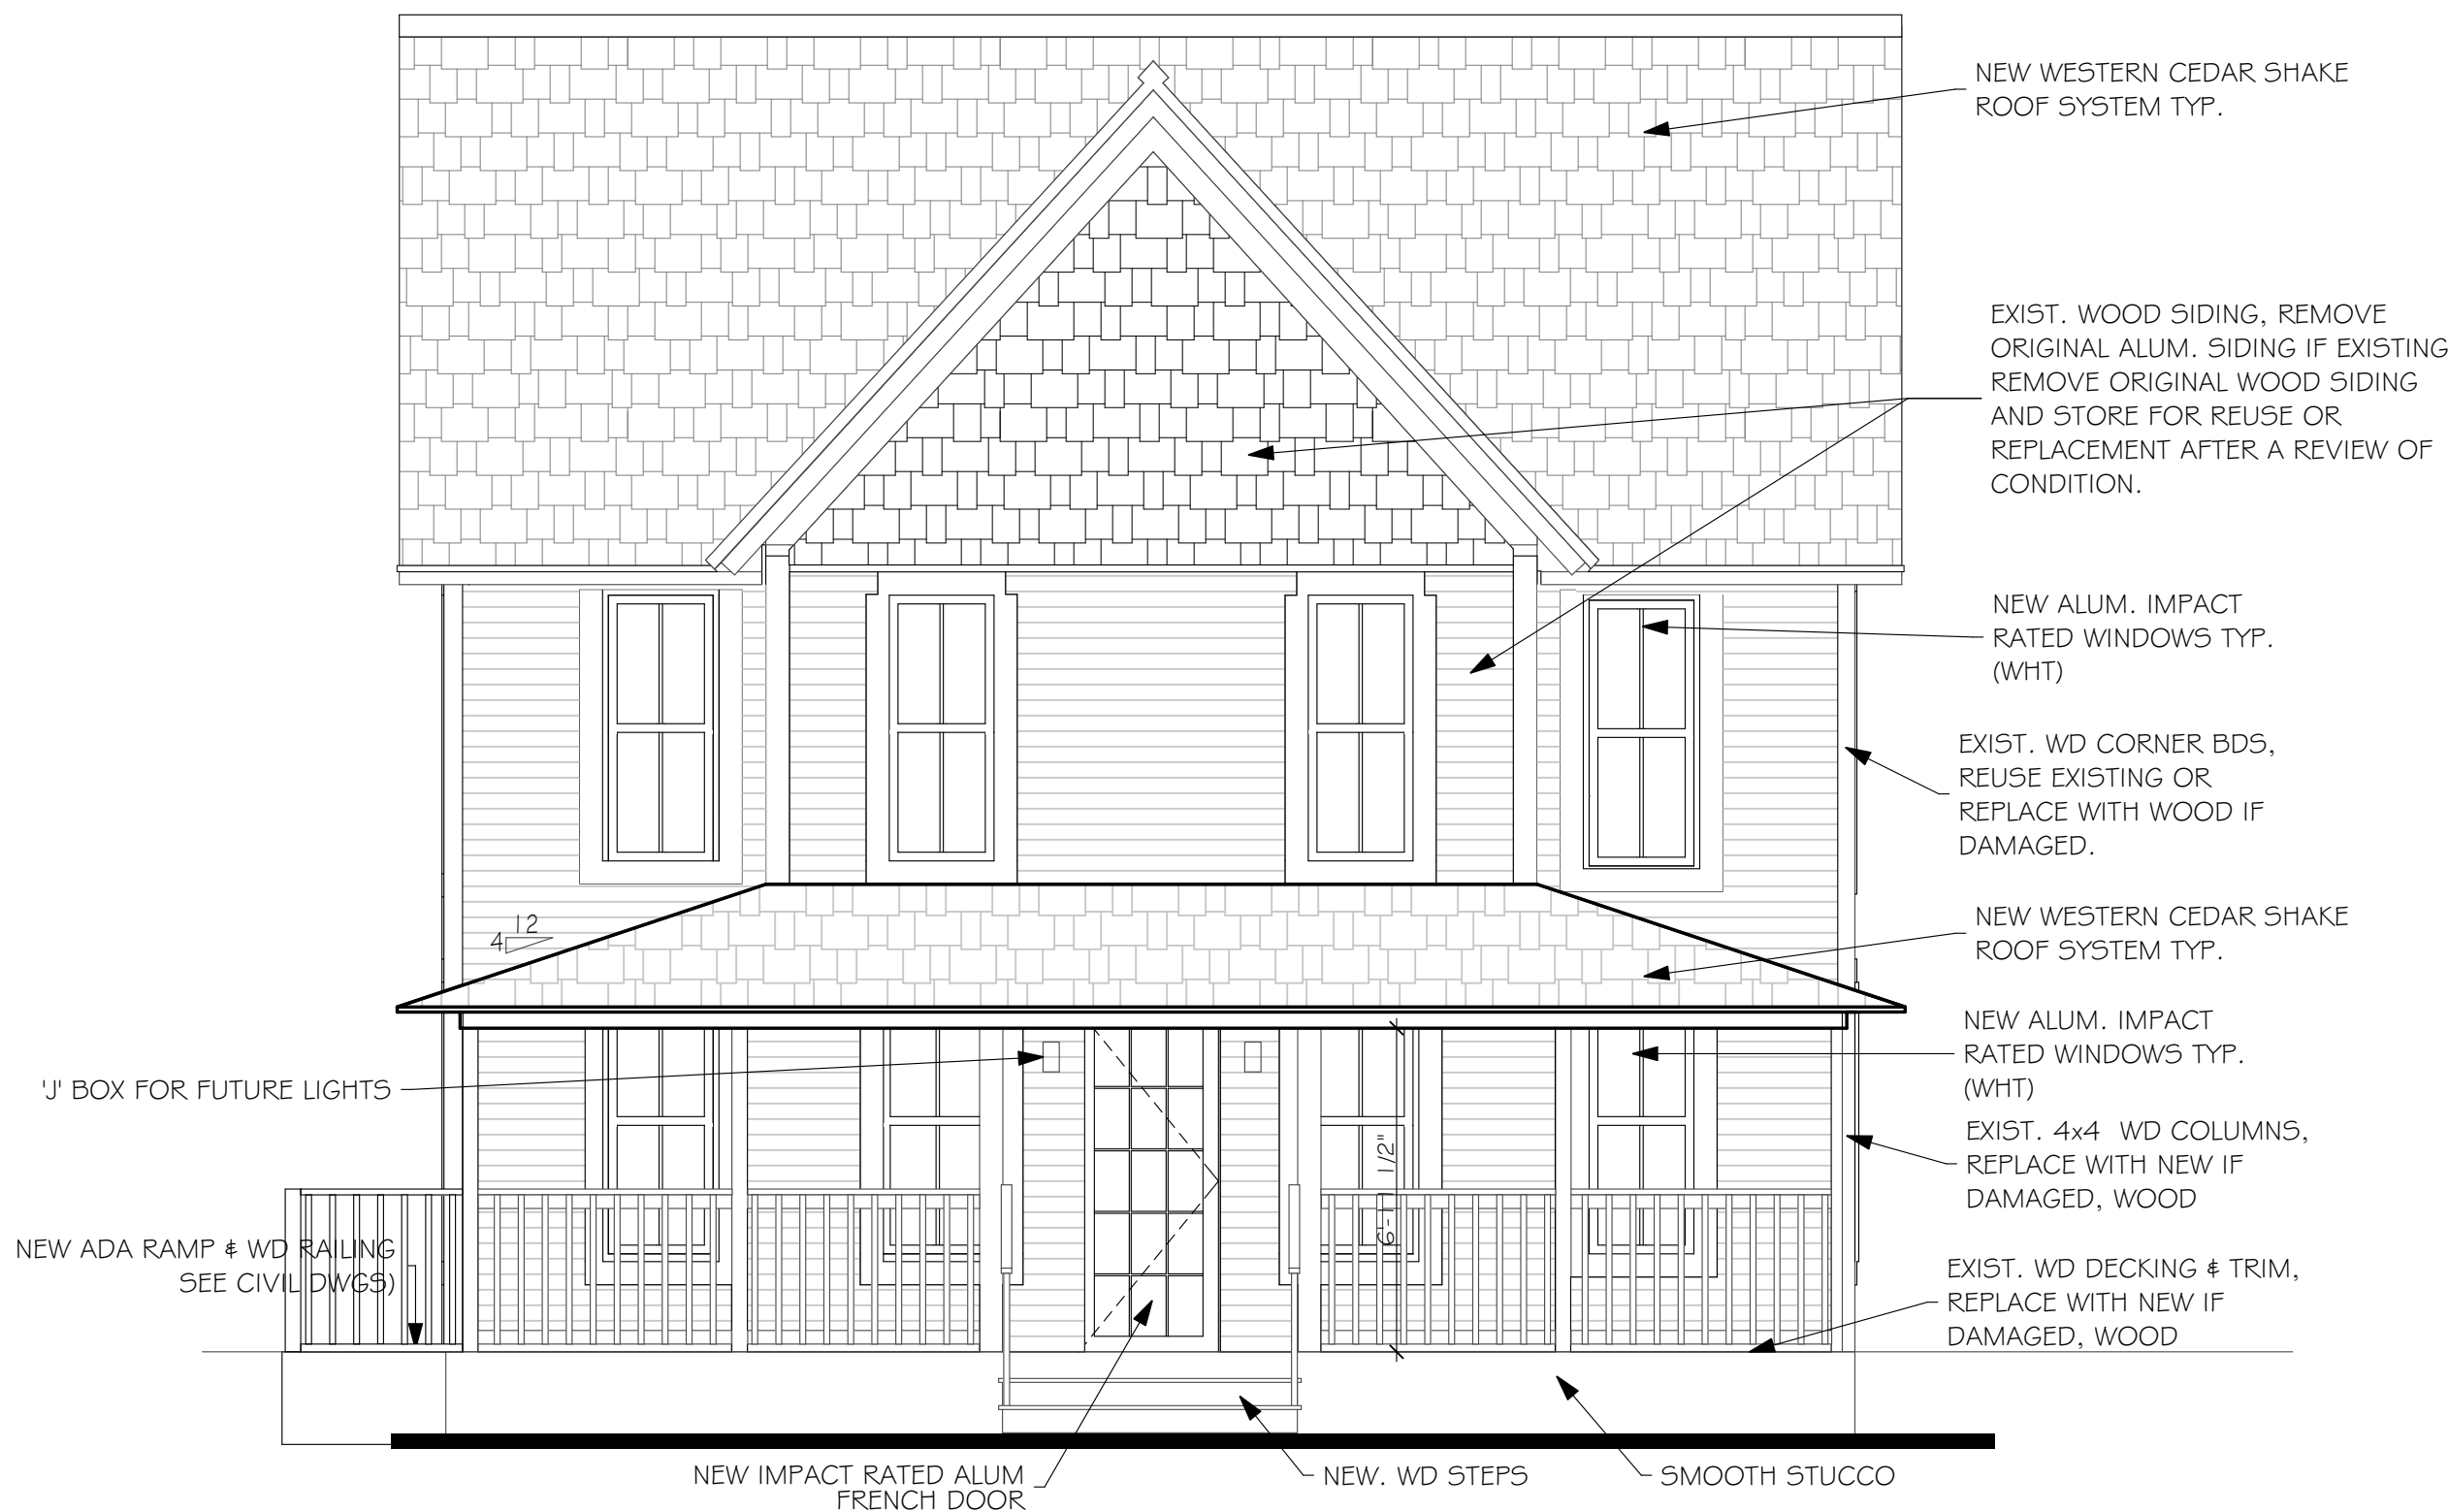 NEW WESTERN CEDAR SHAKE
ROOF SYSTEM TYP.
EXIST. WOOD SIDING, REMOVE
ORIGINAL ALUM. SIDING IF EXISTING
REMOVE ORIGINAL WOOD SIDING
AND STORE FOR REUSE OR
REPLACEMENT AFTER A REVIEW OF
CONDITION.
NEW ALUM. IMPACT
RATED WINDOWS TYP.
(WHT)
EXIST. WD CORNER BDS,
REUSE EXISTING OR
REPLACE WITH WOOD IF
DAMAGED.
12
4
NEW WESTERN CEDAR SHAKE
ROOF SYSTEM TYP.
NEW ALUM. IMPACT
RATED WINDOWS TYP.
(WHT)
'J' BOX FOR FUTURE LIGHTS
EXIST. 4x4 WD COLUMNS,
REPLACE WITH NEW IF
DAMAGED, WOOD
6'-11 1/2"
NEW ADA RAMP & WD RAILING
SEE CIVIL DWGS)
EXIST. WD DECKING & TRIM,
REPLACE WITH NEW IF
DAMAGED, WOOD
NEW IMPACT RATED ALUM
FRENCH DOOR
NEW. WD STEPS
SMOOTH STUCCO